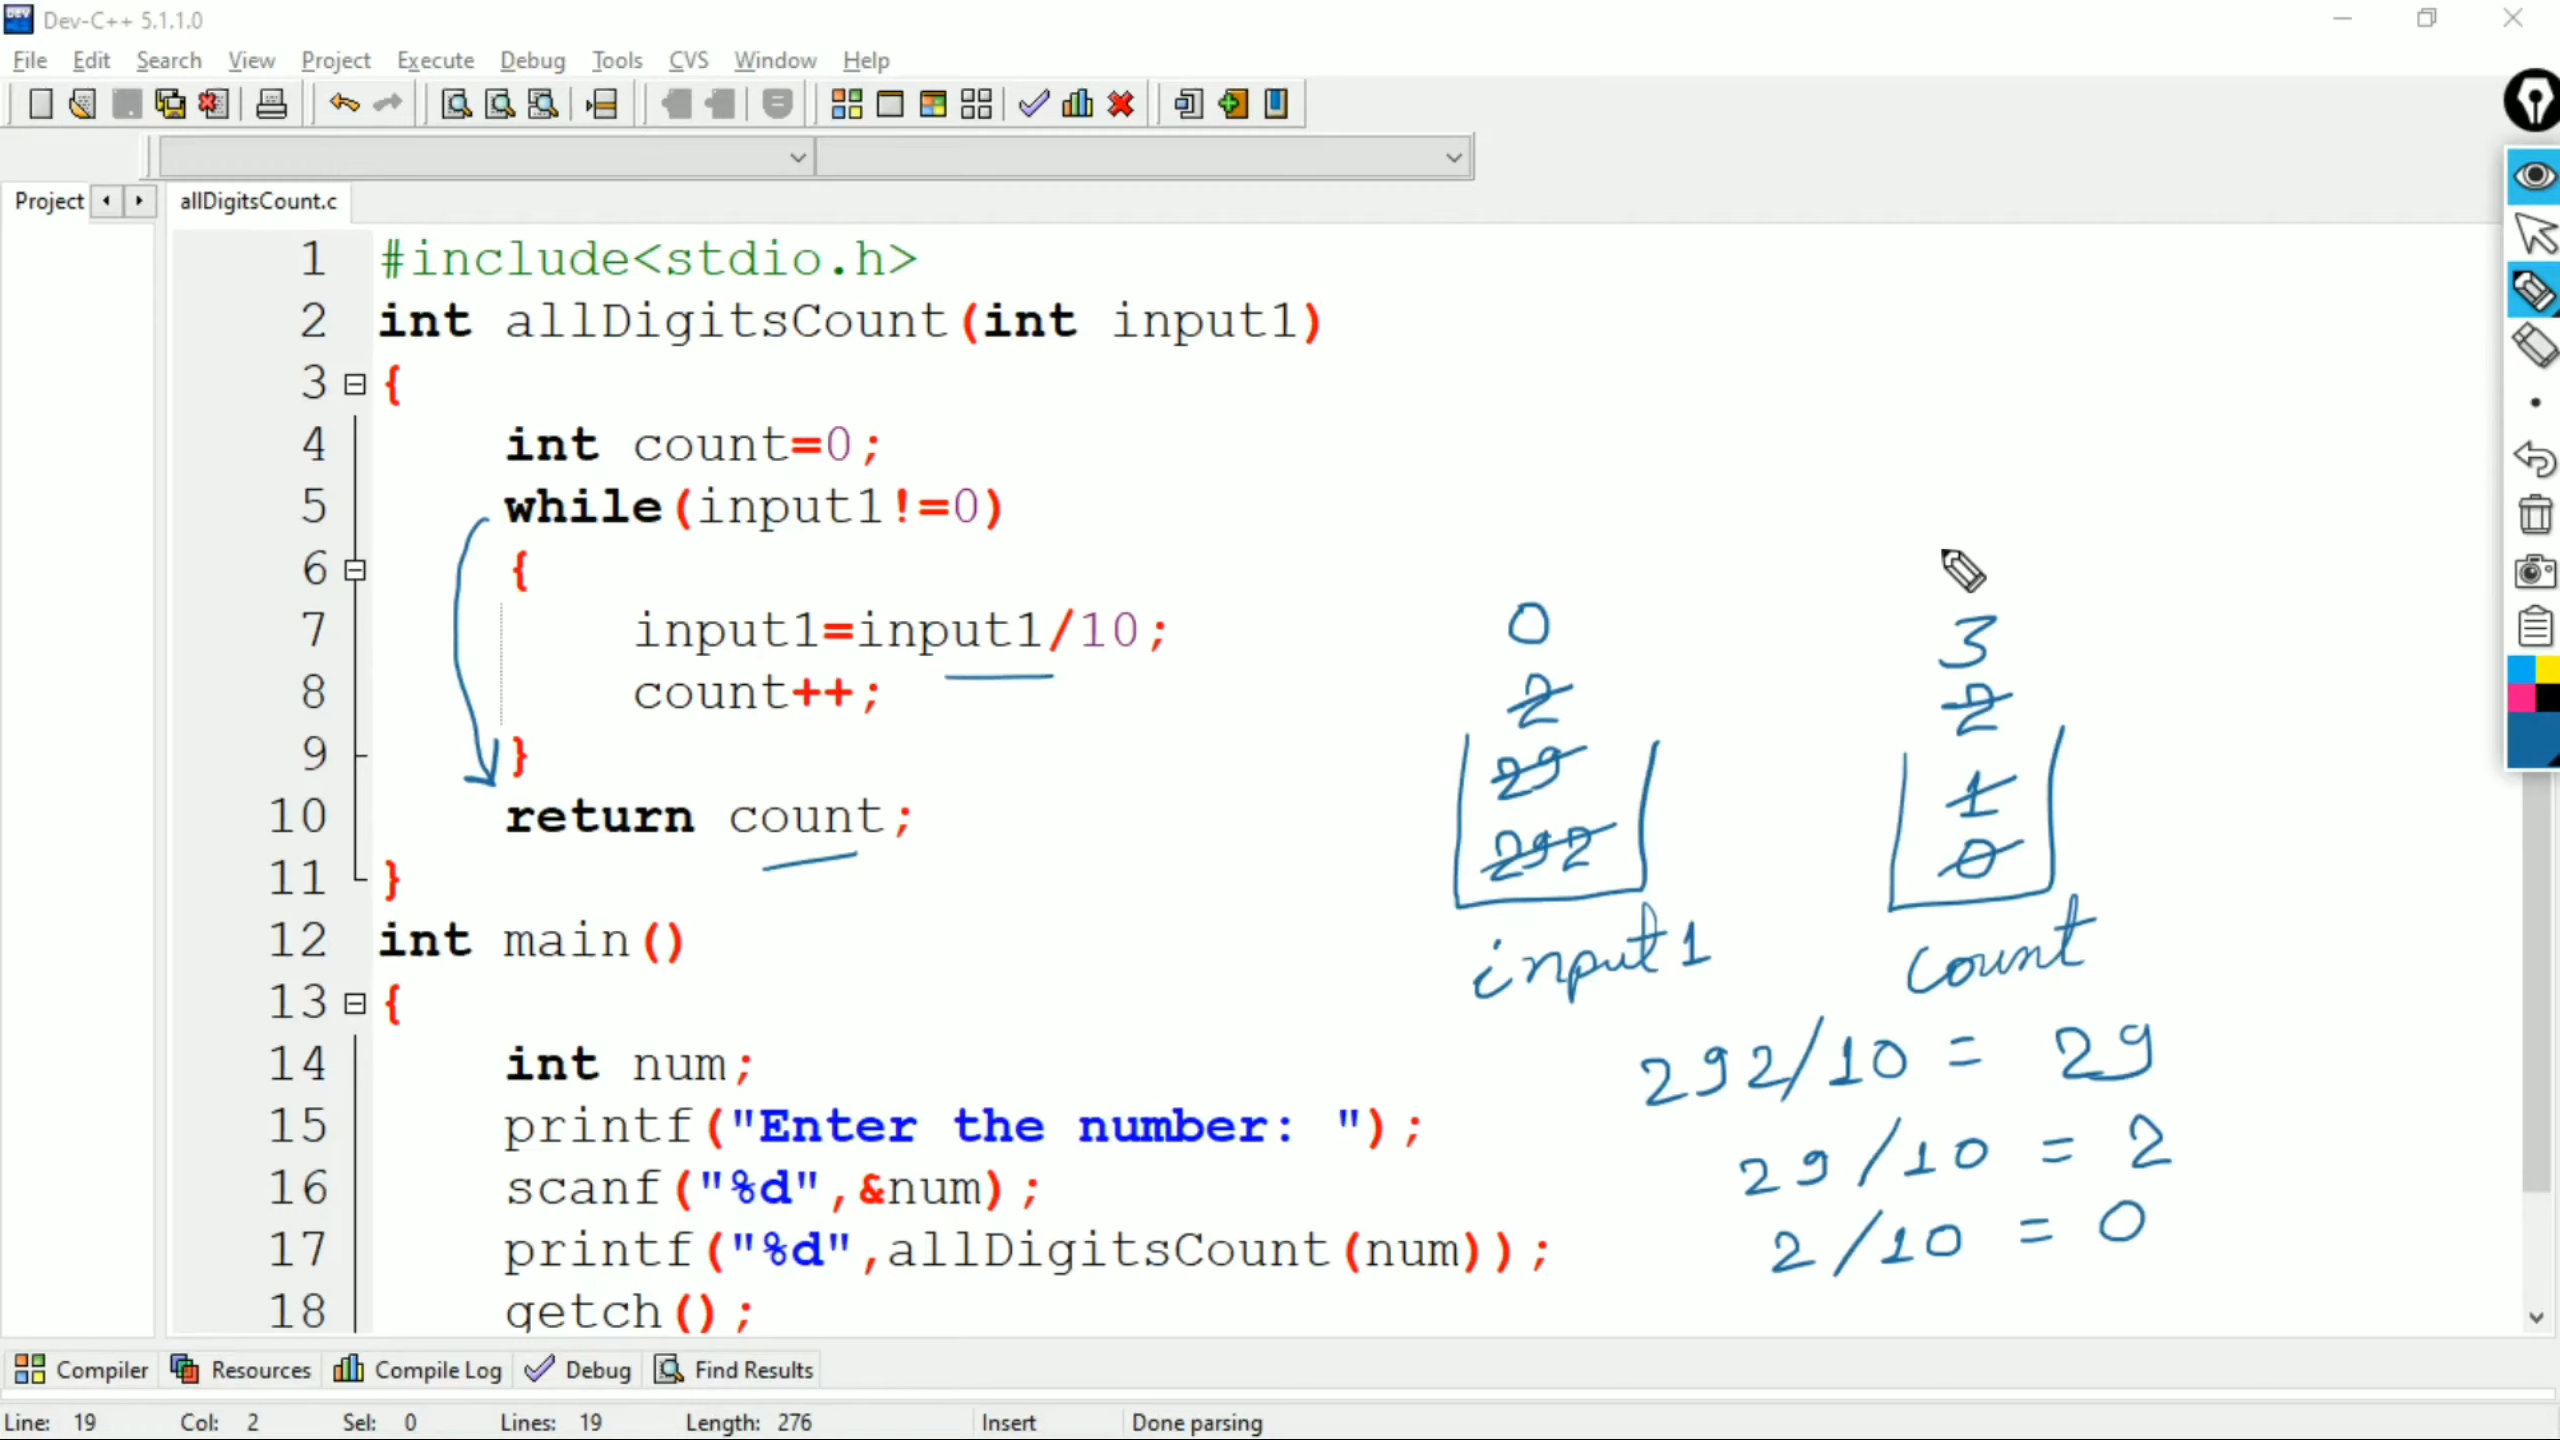 Dev-C++ 5.1.1.0
File Edit Search View Project Execute Debug Tools CVS Window Help
Project allDigitsCount.c
1 #include<stdio.h>
2 int allDigitsCount(int input1)
3 {
4 int count=0;
5 while(input1!=0)
6 {
7 input1=input1/10;
8 count++;
9 }
10 return count;
11 }
12 int main()
13 {
14 int num;
15 printf("Enter the number: ");
16 scanf("%d",&num);
17 printf("%d",allDigitsCount(num));
18 getch();
0
2
29
292
input1
3
2
1
0
count
292/10 = 29
29/10 = 2
2/10 = 0
Compiler Resources Compile Log Debug Find Results
Line: 19 Col: 2 Sel: 0 Lines: 19 Length: 276 Insert Done parsing